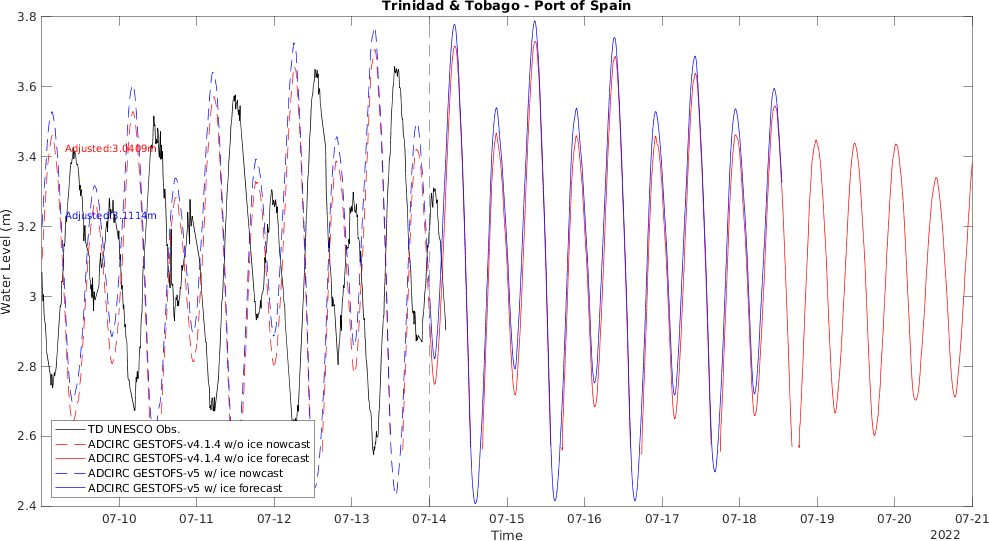 Trinidad & Tobago - Port of Spain
3.8
3.6
3.4
3.2
3
2.8
2.6
2.4
Water Level (m)
Adjusted:3.0409m
Adjusted:3.1114m
TD UNESCO Obs.
ADCIRC GESTOFS-v4.1.4 w/o ice nowcast
ADCIRC GESTOFS-v4.1.4 w/o ice forecast
ADCIRC GESTOFS-v5 w/ ice nowcast
ADCIRC GESTOFS-v5 w/ ice forecast
07-10 07-11 07-12 07-13 07-14 07-15 07-16 07-17 07-18 07-19 07-20 07-21
Time
2022